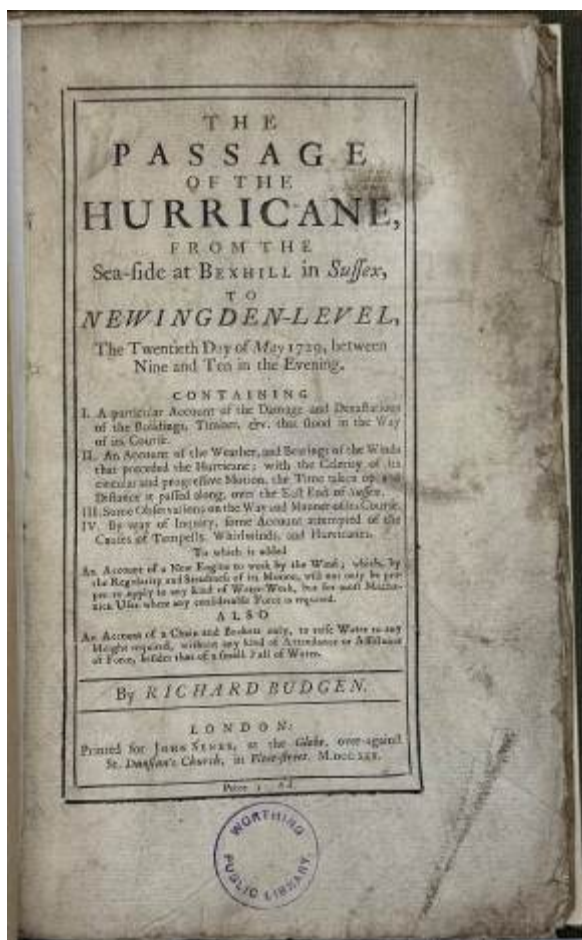 THE
PASSAGE
OF THE
HURRICANE,
FROM THE
Sea-ſide at BEXHILL in Suſſex,
TO
NEWINGDEN-LEVEL,
The Twentieth Day of May 1729, between
Nine and Ten in the Evening.
CONTAINING
I. A particular Account of the Damage and Devaſtations
of the Buildings, Timber, &c. that ſtood in the Way
of its Courſe.
II. An Account of the Weather, and Bearings of the Winds
that preceded the Hurricane; with the Celerity of its
circular and progreſſive Motion, the Time taken up and
Diſtance it paſſed along, over the Eaſt End of Suſſex.
III. Some Obſervations on the Way and Manner of its Courſe.
IV. By way of Inquiry, ſome Account attempted of the
Cauſes of Tempeſts, Whirlwinds, and Hurricanes.
To which is added
An Account of a New Engine to work by the Wind; which, by
the Regularity and Steadineſs of its Motion, will not only be pro-
per to apply to any Kind of Water-Work, but for moſt Mecha-
nick Uſes where any conſiderable Force is required.
ALSO
An Account of a Chain and Buckets only, to raiſe Water to any
Height required, without any kind of Attendance or Aſſiſtance
of Force, beſides that of a ſmall Fall of Water.
By RICHARD BUDGEN.
LONDON:
Printed for JOHN SENEX, at the Globe, over-againſt
St. Dunſtan's Church, in Fleet-ſtreet. M.DCC.XXX.
Price
WORTHING
PUBLIC LIBRARY.